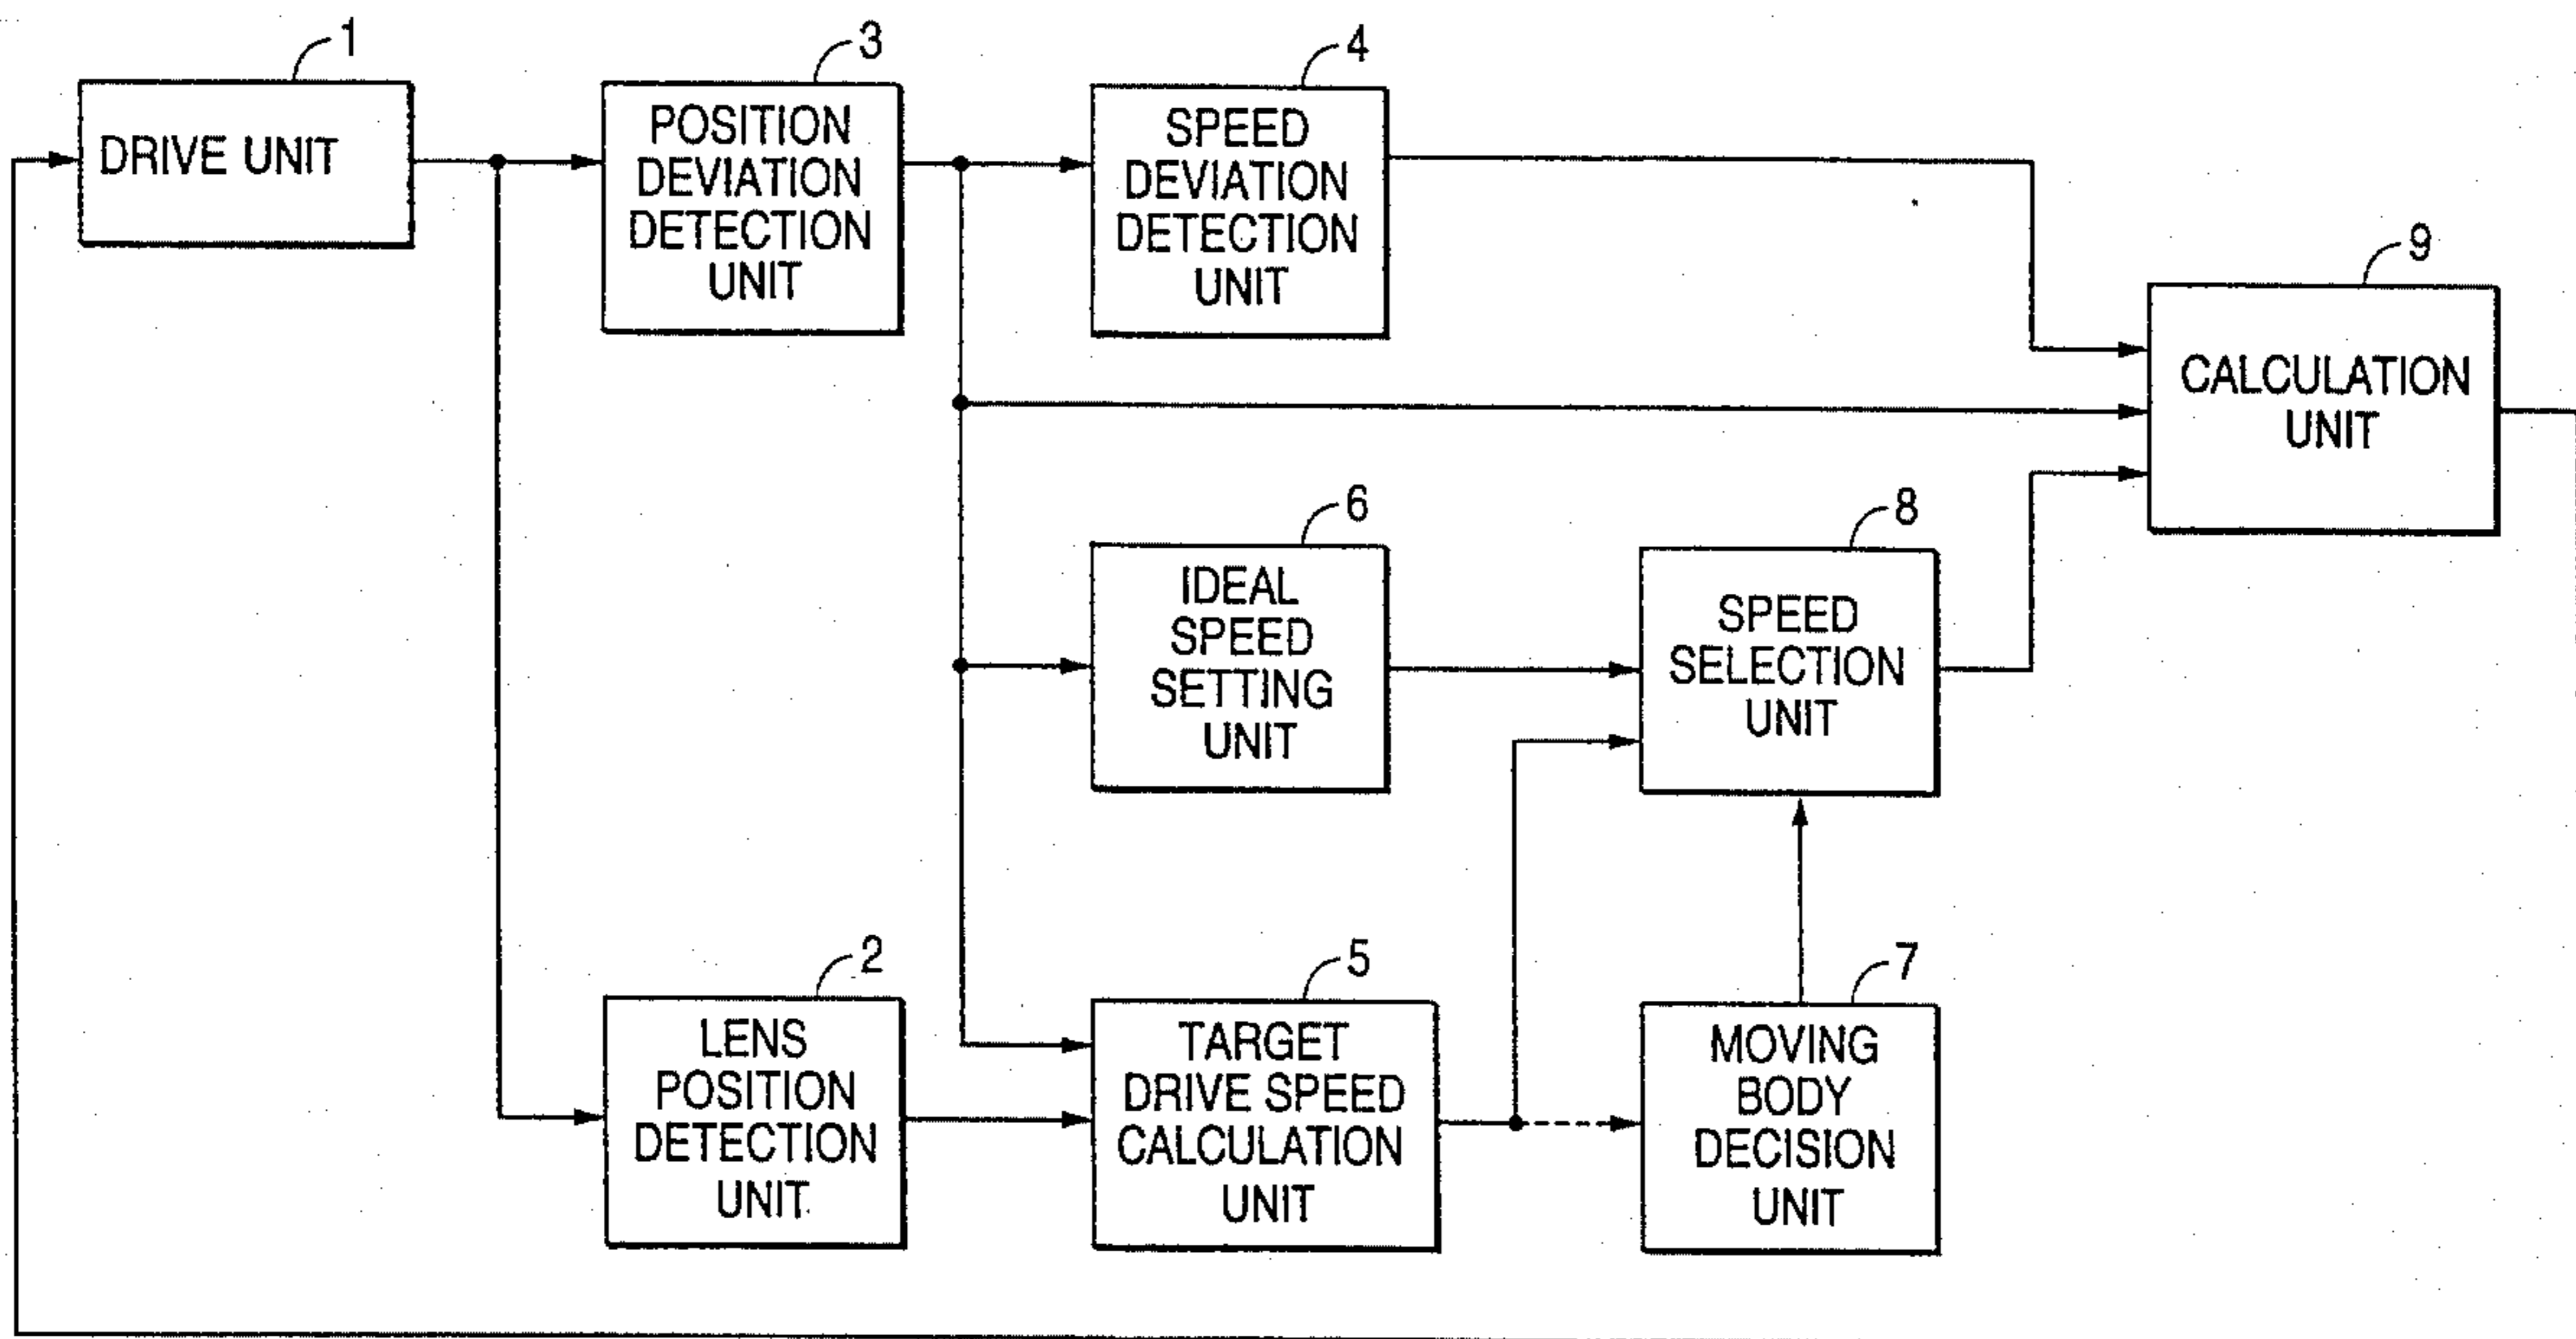 1
DRIVE UNIT
3
POSITION
DEVIATION
DETECTION
UNIT
4
SPEED
DEVIATION
DETECTION
UNIT
9
CALCULATION
UNIT
6
IDEAL
SPEED
SETTING
UNIT
8
SPEED
SELECTION
UNIT
2
LENS
POSITION
DETECTION
UNIT
5
TARGET
DRIVE SPEED
CALCULATION
UNIT
7
MOVING
BODY
DECISION
UNIT